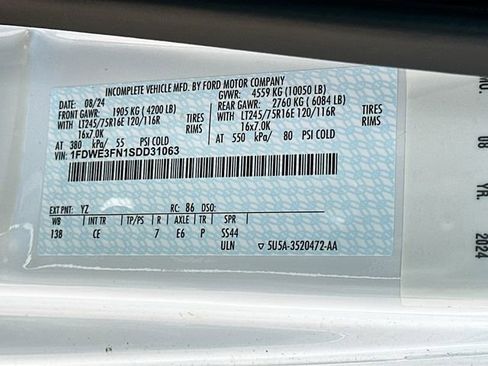 INCOMPLETE VEHICLE MFD. BY FORD MOTOR COMPANY
DATE: 08/24 GVWR: 4559 KG (10050 LB)
FRONT GAWR: 1905 KG (4200 LB) REAR GAWR: 2760 KG (6084 LB)
WITH LT245/75R16E 120/116R TIRES WITH LT245/75R16E 120/116R TIRES
16x7.0K RIMS 16x7.0K RIMS
AT 380 kPa/ 55 PSI COLD AT 550 kPa/ 80 PSI COLD
1FDWE3FN1SDD31063
EXT PNT: YZ RC: 86 DSO:
WB INT TR TP/PS R AXLE TR SPR
138 CE 7 E6 P SS44
ULN 5U5A-3520472-AA
2024